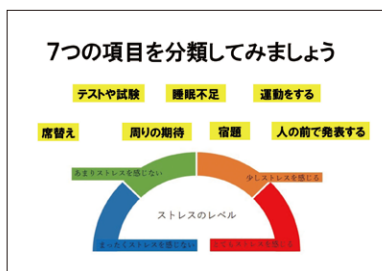 7つの項目を分類してみましょう
テストや試験 睡眠不足 運動をする
席替え 周りの期待 宿題 人の前で発表する
あまりストレスを感じない 少しストレスを感じる
ストレスのレベル
まったくストレスを感じない とてもストレスを感じる